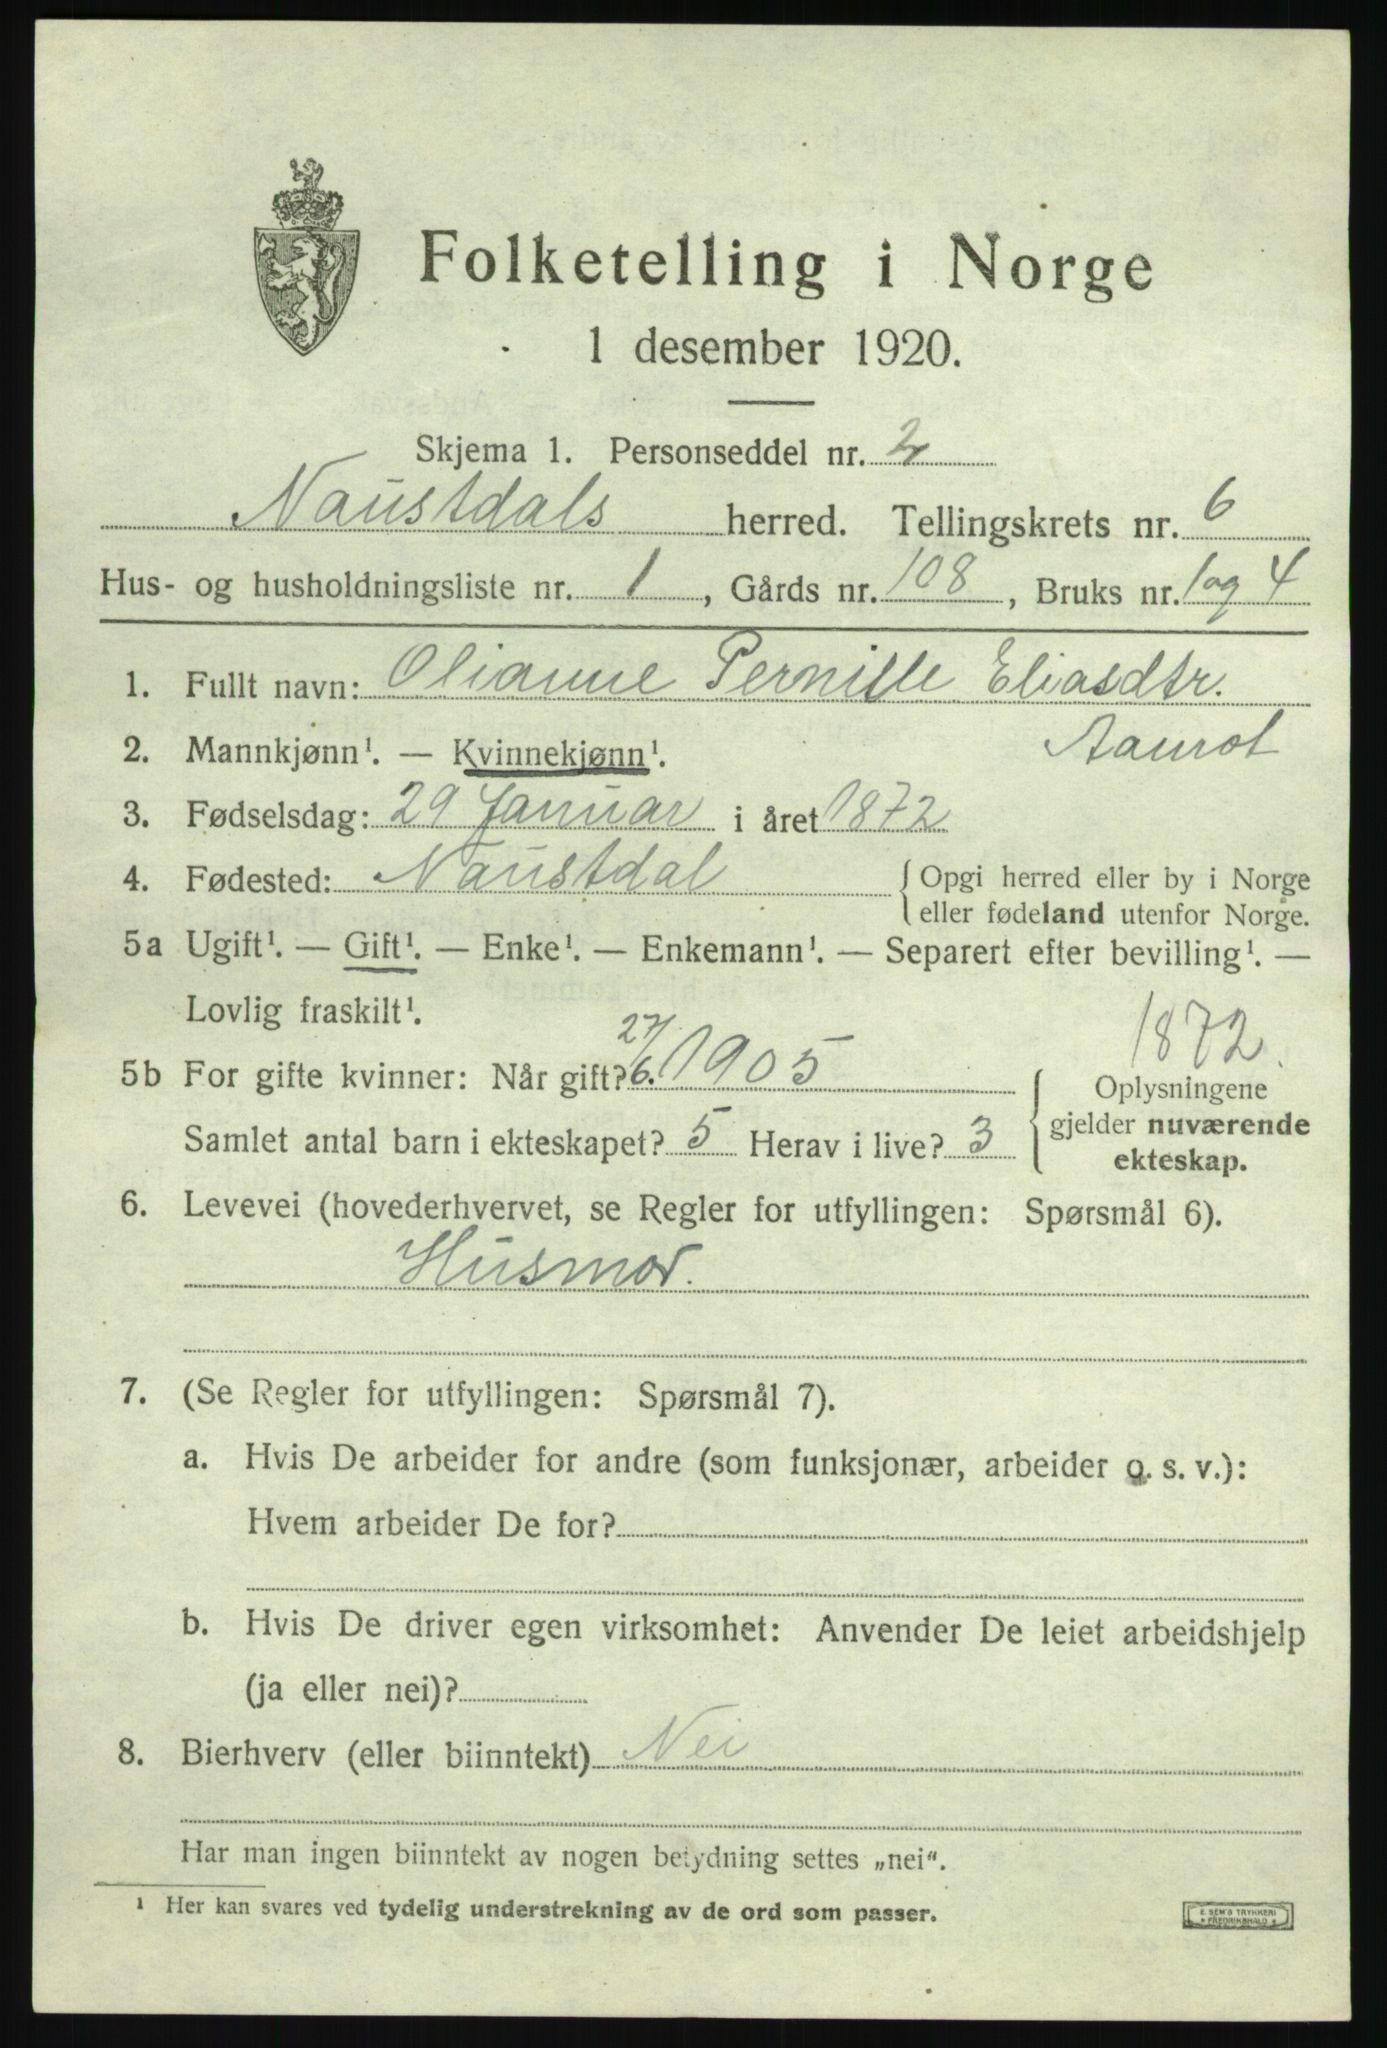 Folketelling i Norge
1 desember 1920.
Skjema 1. Personseddel nr. 2
Naustdals herred. Tellingskrets nr. 6
Hus- og husholdningsliste nr. 1, Gårds nr. 108, Bruks nr. 1 og 4
1. Fullt navn: Olianne Pernille Eliasdtr.
Aamot
2. Mannkjønn¹. — Kvinnekjønn¹.
3. Fødselsdag: 29 Januar i året 1872
4. Fødested: Naustdal { Opgi herred eller by i Norge
eller fødeland utenfor Norge.
5a Ugift¹. — Gift¹. — Enke¹. — Enkemann¹. — Separert efter bevilling¹. —
Lovlig fraskilt¹.
1872.
5b For gifte kvinner: Når gift? 27/6. 1905
Samlet antal barn i ekteskapet? 5 Herav i live? 3
{ Oplysningene
gjelder nuværende
ekteskap.
6. Levevei (hovederhvervet, se Regler for utfyllingen: Spørsmål 6).
Husmor.
7. (Se Regler for utfyllingen: Spørsmål 7).
a. Hvis De arbeider for andre (som funksjonær, arbeider o. s. v.):
Hvem arbeider De for?
b. Hvis De driver egen virksomhet: Anvender De leiet arbeidshjelp
(ja eller nei)?
8. Bierhverv (eller biinntekt) Nei
Har man ingen biinntekt av nogen betydning settes „nei“.
¹ Her kan svares ved tydelig understrekning av de ord som passer.
E. SEM'S TRYKKERI
* FREDRIKSHALD *